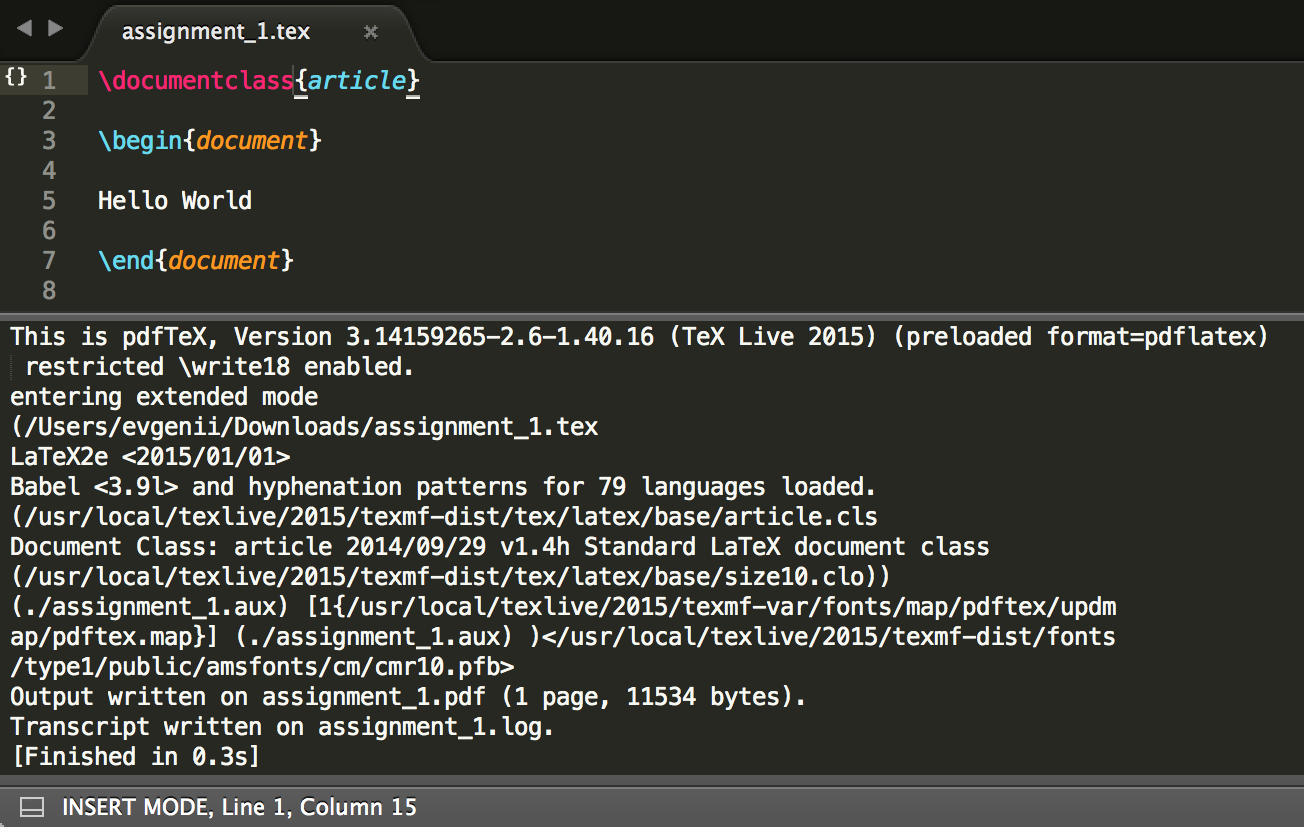 assignment_1.tex
{} 1 \documentclass{article}
2
3 \begin{document}
4
5 Hello World
6
7 \end{document}
8
This is pdfTeX, Version 3.14159265-2.6-1.40.16 (TeX Live 2015) (preloaded format=pdflatex)
restricted \write18 enabled.
entering extended mode
(/Users/evgenii/Downloads/assignment_1.tex
LaTeX2e <2015/01/01>
Babel <3.9l> and hyphenation patterns for 79 languages loaded.
(/usr/local/texlive/2015/texmf-dist/tex/latex/base/article.cls
Document Class: article 2014/09/29 v1.4h Standard LaTeX document class
(/usr/local/texlive/2015/texmf-dist/tex/latex/base/size10.clo))
(./assignment_1.aux) [1{/usr/local/texlive/2015/texmf-var/fonts/map/pdftex/updm
ap/pdftex.map}] (./assignment_1.aux) )</usr/local/texlive/2015/texmf-dist/fonts
/type1/public/amsfonts/cm/cmr10.pfb>
Output written on assignment_1.pdf (1 page, 11534 bytes).
Transcript written on assignment_1.log.
[Finished in 0.3s]
INSERT MODE, Line 1, Column 15